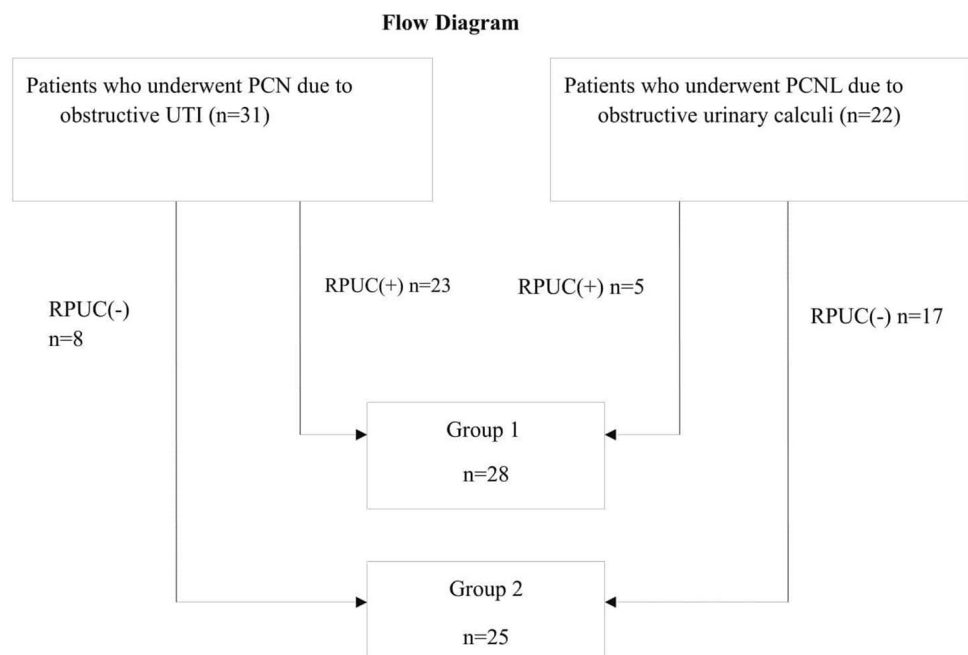 Flow Diagram
Patients who underwent PCN due to
obstructive UTI (n=31)
Patients who underwent PCNL due to
obstructive urinary calculi (n=22)
RPUC(-)
n=8
RPUC(+) n=23
RPUC(+) n=5
RPUC(-) n=17
Group 1
n=28
Group 2
n=25